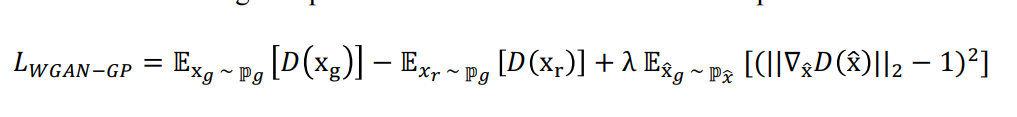 L_{WGAN-GP} = 𝔼_{x_g ~ ℙ_g} [D(x_g)] − 𝔼_{x_r ~ ℙ_g} [D(x_r)] + λ 𝔼_{x̂_g ~ ℙ_x̂} [(||∇_x̂ D(x̂)||_2 − 1)^2]